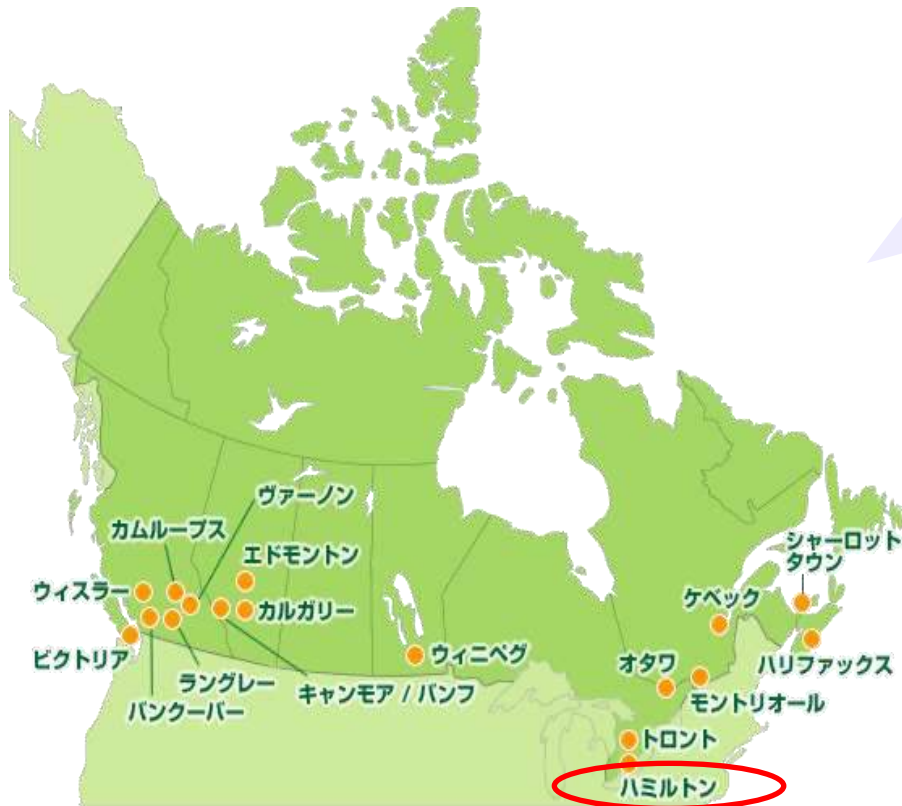 ヴァーノン
カムループス
エドモントン
ウィスラー
カルガリー
ビクトリア
ラングレー
バンクーバー
キャンモア / バンフ
ウィニペグ
シャーロット
タウン
ケベック
ハリファックス
オタワ
モントリオール
トロント
ハミルトン